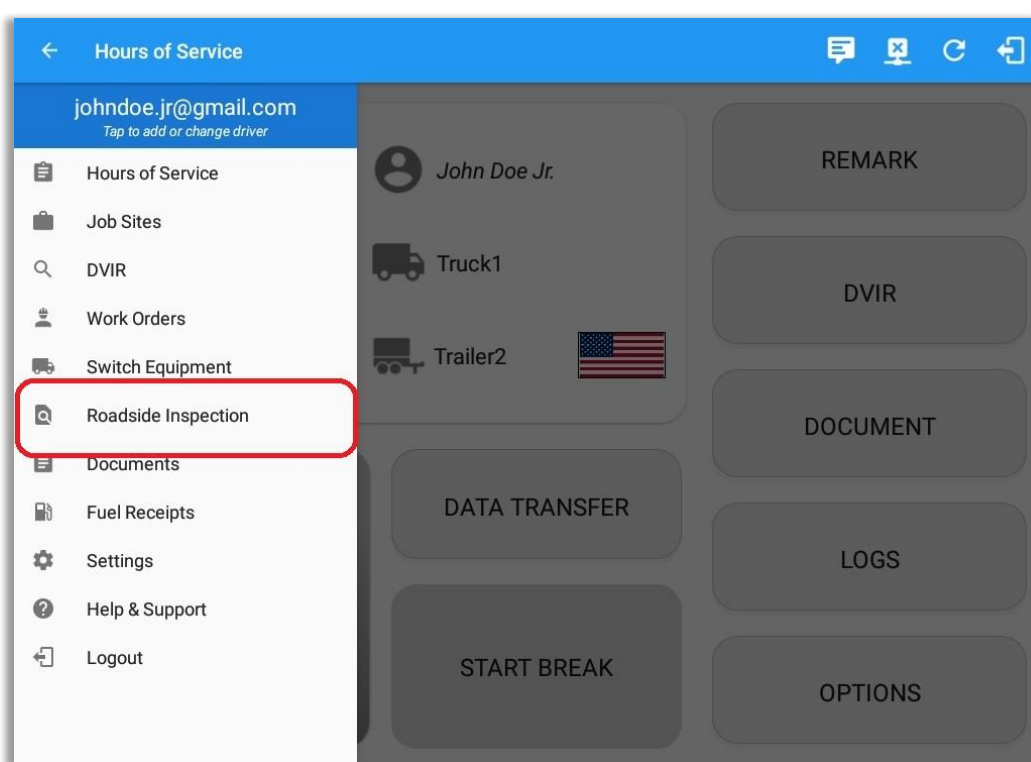 Hours of Service
johndoe.jr@gmail.com
Tap to add or change driver
Hours of Service
Job Sites
DVIR
Work Orders
Switch Equipment
Roadside Inspection
Documents
Fuel Receipts
Settings
Help & Support
Logout
John Doe Jr.
Truck1
Trailer2
DATA TRANSFER
START BREAK
REMARK
DVIR
DOCUMENT
LOGS
OPTIONS